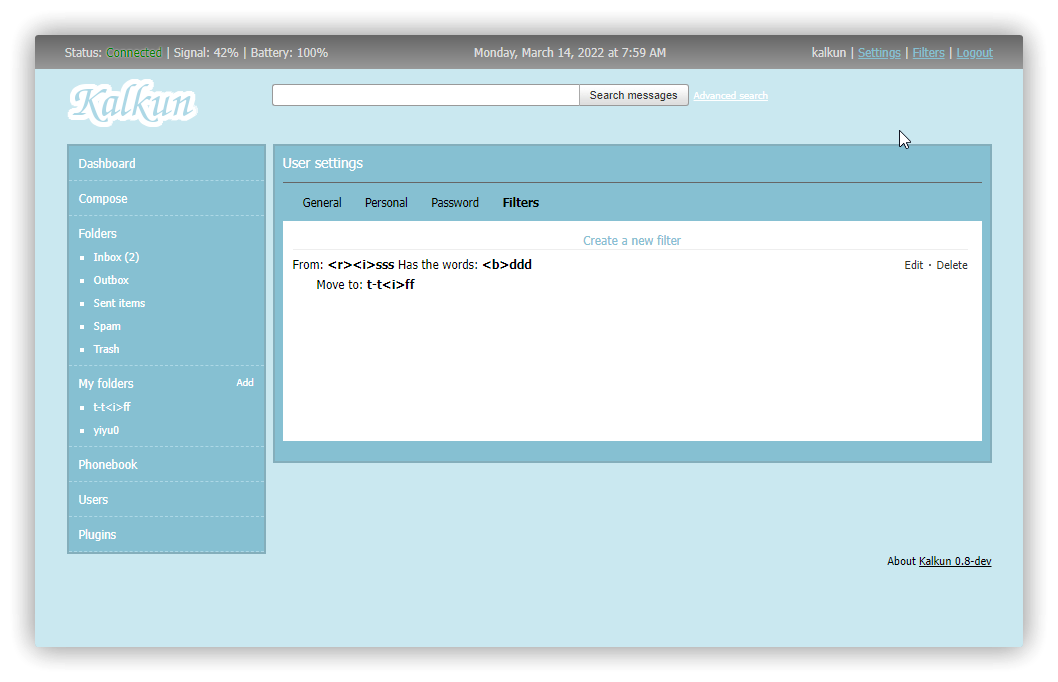 Status: Connected | Signal: 42% | Battery: 100% Monday, March 14, 2022 at 7:59 AM kalkun | Settings | Filters | Logout
Kalkun
Search messages Advanced search
Dashboard
Compose
Folders
Inbox (2)
Outbox
Sent items
Spam
Trash
My folders Add
t-t<i>ff
yiyu0
Phonebook
Users
Plugins
User settings
General Personal Password Filters
Create a new filter
From: <r><i>sss Has the words: <b>ddd Edit · Delete
Move to: t-t<i>ff
About Kalkun 0.8-dev